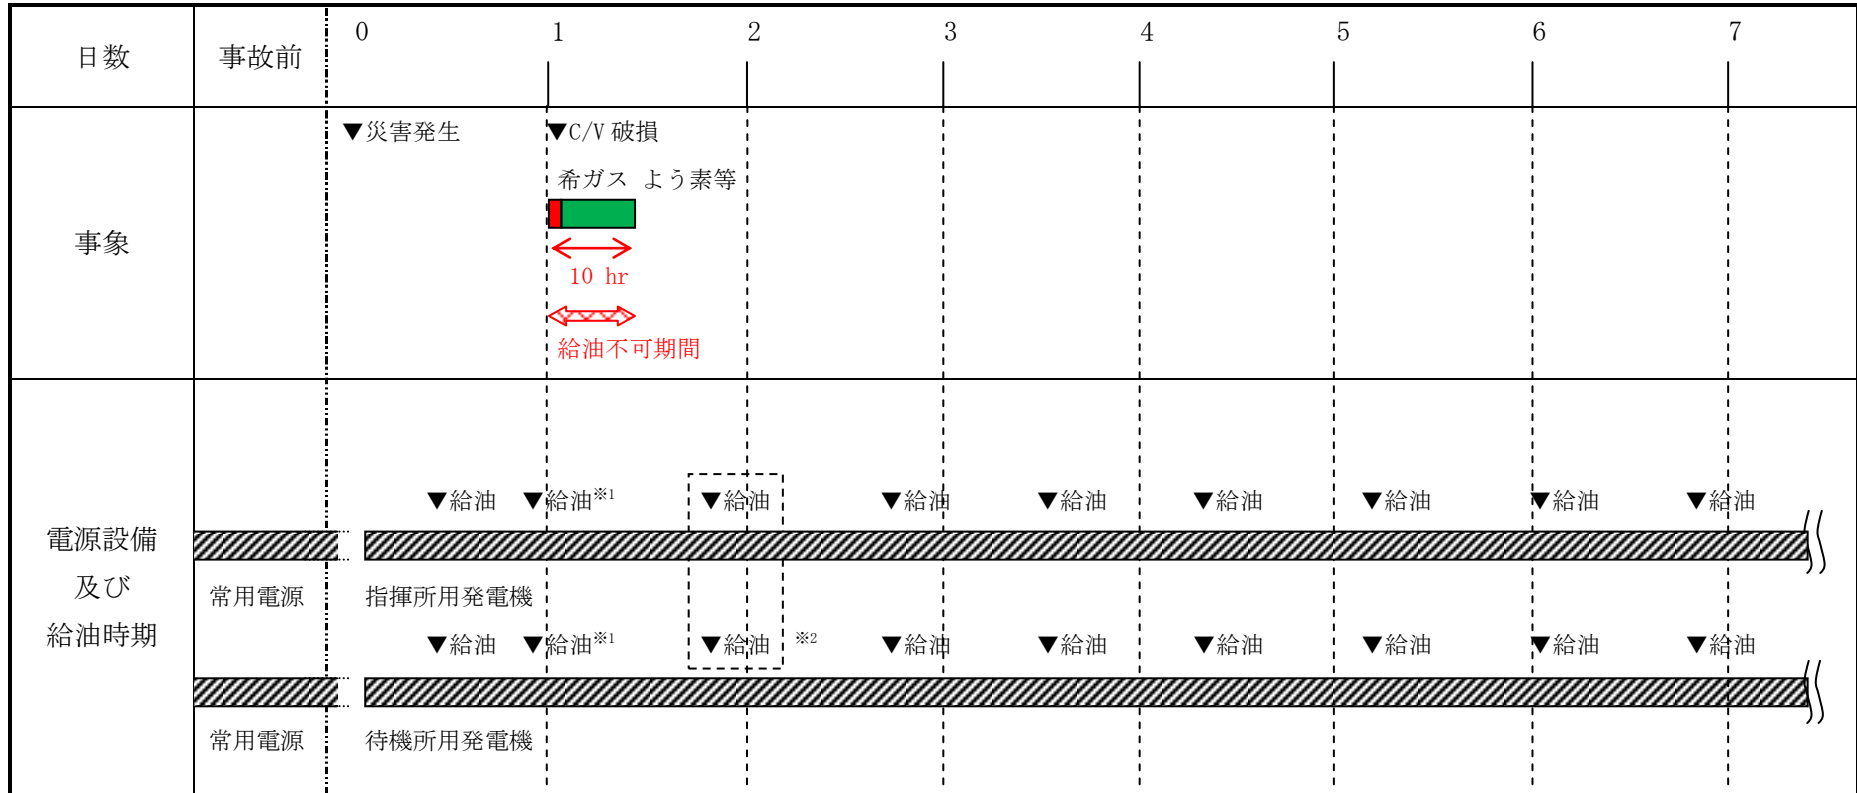 日数 事故前 0 1 2 3 4 5 6 7
▼災害発生 ▼C/V 破損
希ガス よう素等
事象
10 hr
給油不可期間
▼給油 ▼給油※1 ▼給油 ▼給油 ▼給油 ▼給油 ▼給油 ▼給油 ▼給油
電源設備
及び
給油時期
常用電源 指揮所用発電機
▼給油 ▼給油※1 ▼給油 ※2 ▼給油 ▼給油 ▼給油 ▼給油 ▼給油 ▼給油
常用電源 待機所用発電機